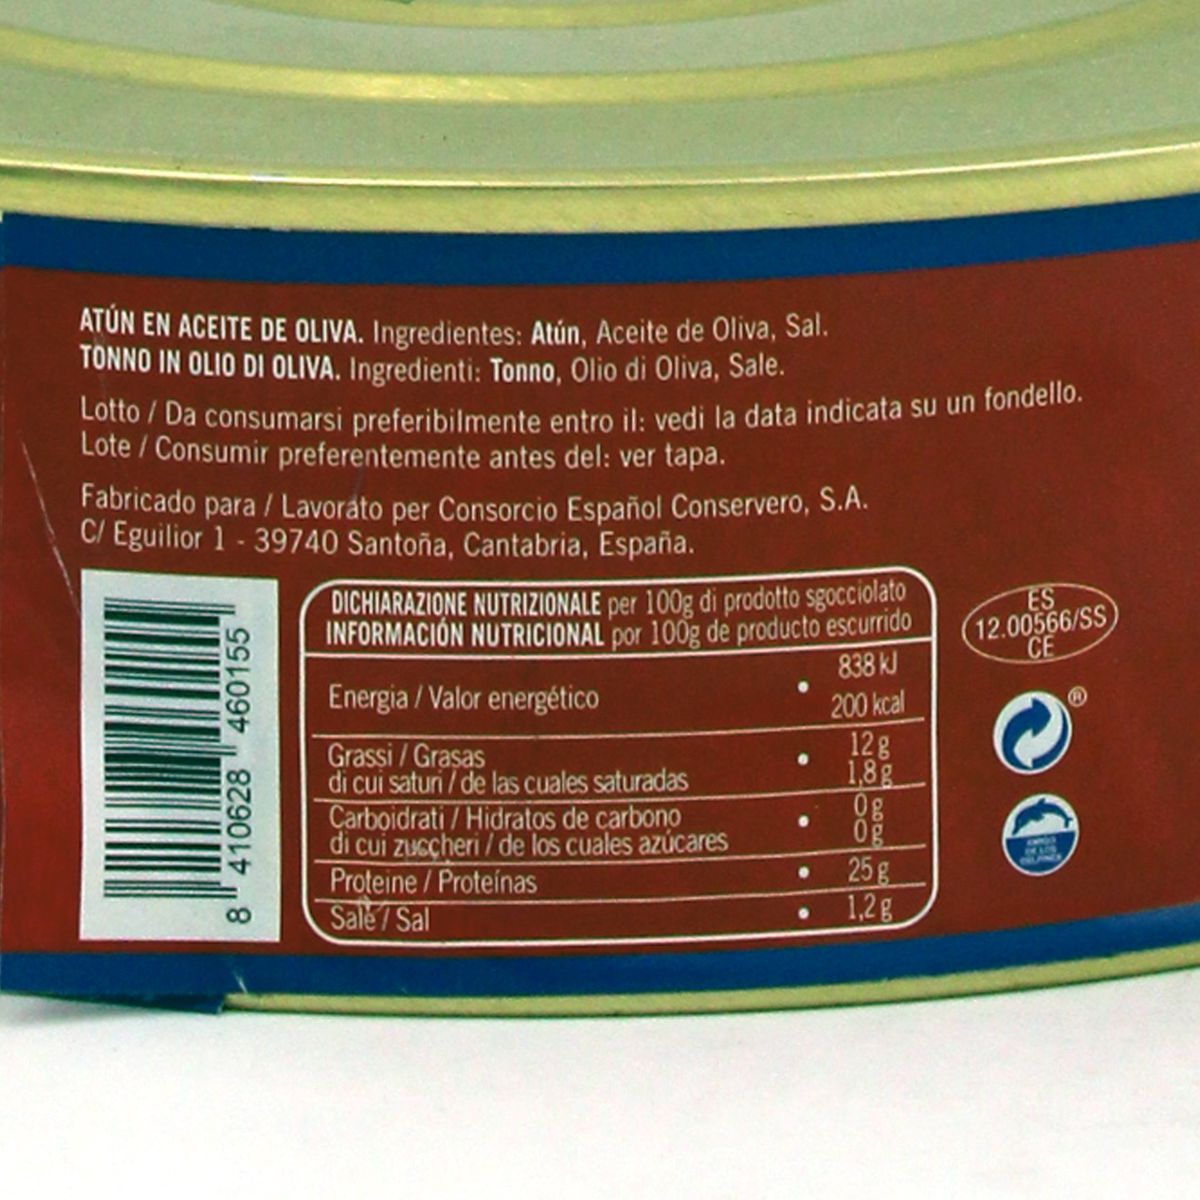 ATÚN EN ACEITE DE OLIVA. Ingredientes: Atún, Aceite de Oliva, Sal.
TONNO IN OLIO DI OLIVA. Ingredienti: Tonno, Olio di Oliva, Sale.
Lotto / Da consumarsi preferibilmente entro il: vedi la data indicata su un fondello.
Lote / Consumir preferentemente antes del: ver tapa.
Fabricado para / Lavorato per Consorcio Español Conservero, S.A.
C/ Eguilior 1 - 39740 Santoña, Cantabria, España.
8 410628 460155
DICHIARAZIONE NUTRIZIONALE per 100g di prodotto sgocciolato
INFORMACIÓN NUTRICIONAL por 100g de producto escurrido
Energia / Valor energético • 838 kJ
200 kcal
Grassi / Grasas • 12 g
di cui saturi / de las cuales saturadas 1,8 g
Carboidrati / Hidratos de carbono • 0 g
di cui zuccheri / de los cuales azúcares 0 g
Proteine / Proteínas • 25 g
Sale / Sal • 1,2 g
ES
12.00566/SS
CE
®